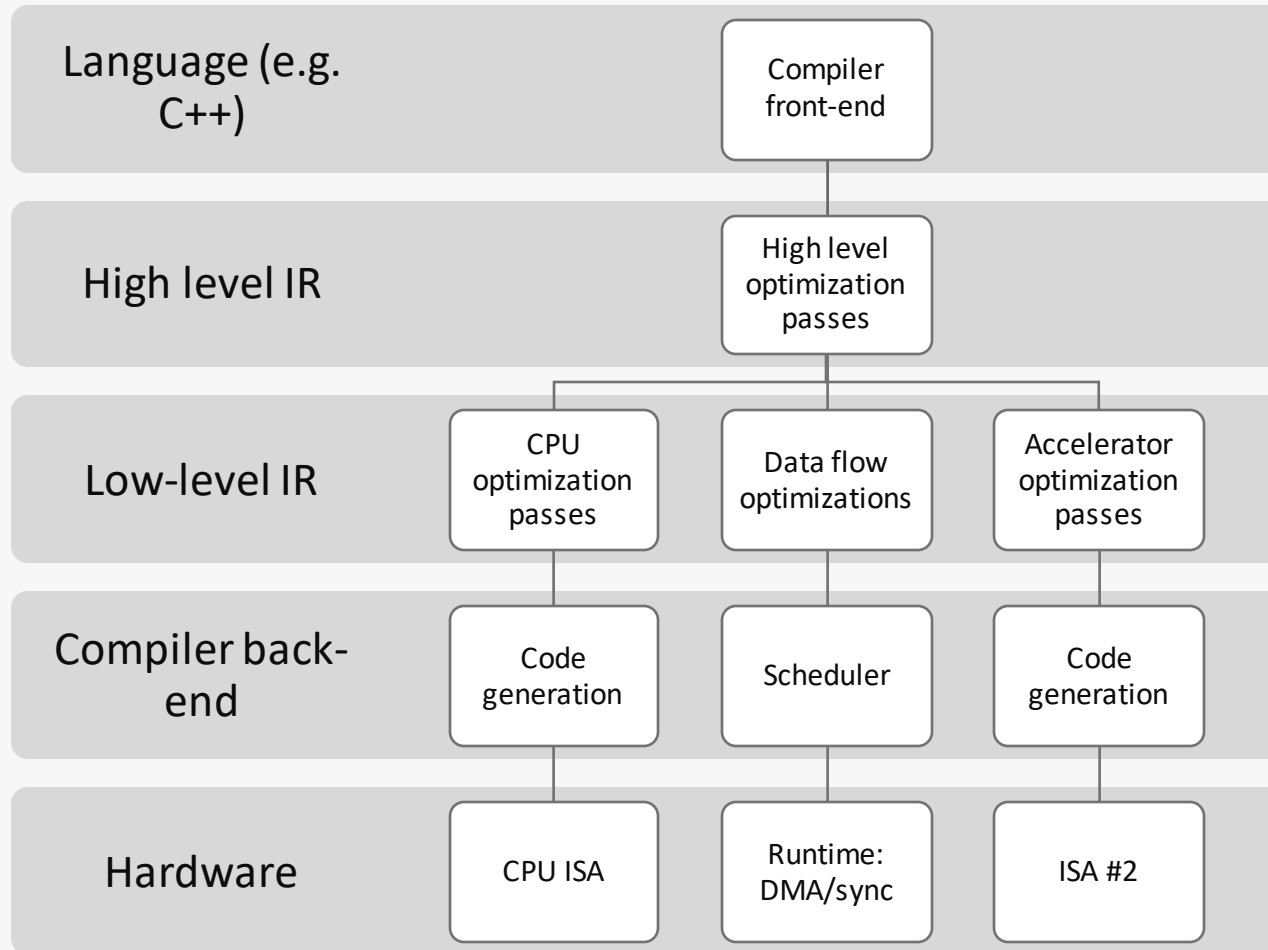 Language (e.g.
C++)
Compiler
front-end
High level IR
High level
optimization
passes
Low-level IR
CPU
optimization
passes
Data flow
optimizations
Accelerator
optimization
passes
Compiler back-
end
Code
generation
Scheduler
Code
generation
Hardware
CPU ISA
Runtime:
DMA/sync
ISA #2